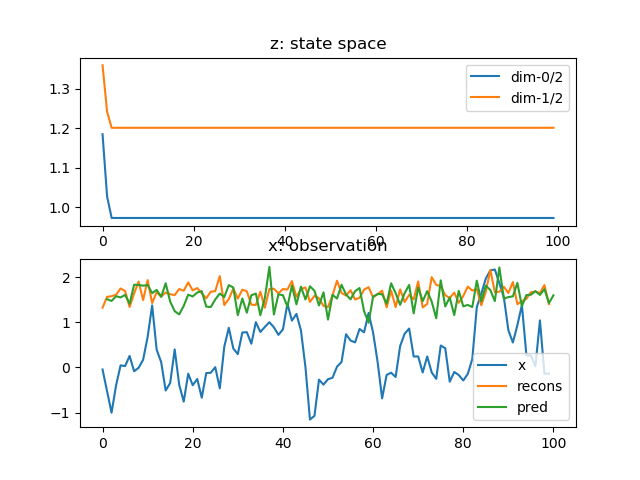 z: state space
1.3
1.2
1.1
1.0
dim-0/2
dim-1/2
0 20 40 60 80 100
x: observation
2
1
0
−1
x
recons
pred
0 20 40 60 80 100